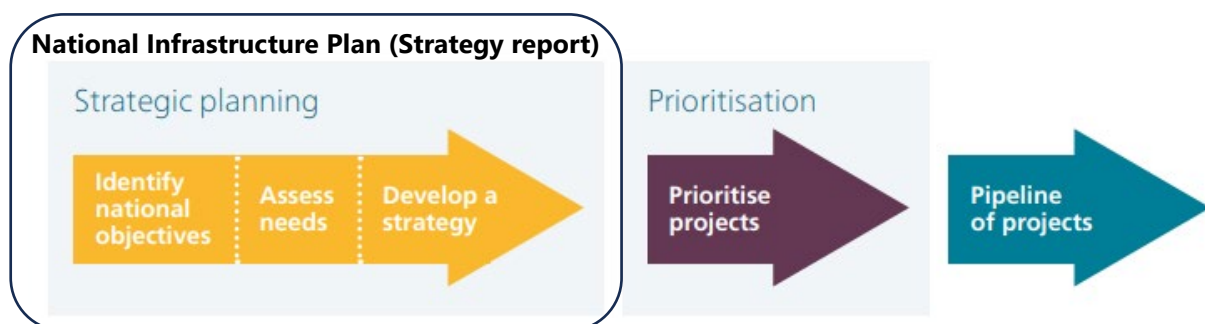 National Infrastructure Plan (Strategy report)
Strategic planning
Prioritisation
Identify
national
objectives
Assess
needs
Develop a
strategy
Prioritise
projects
Pipeline
of projects